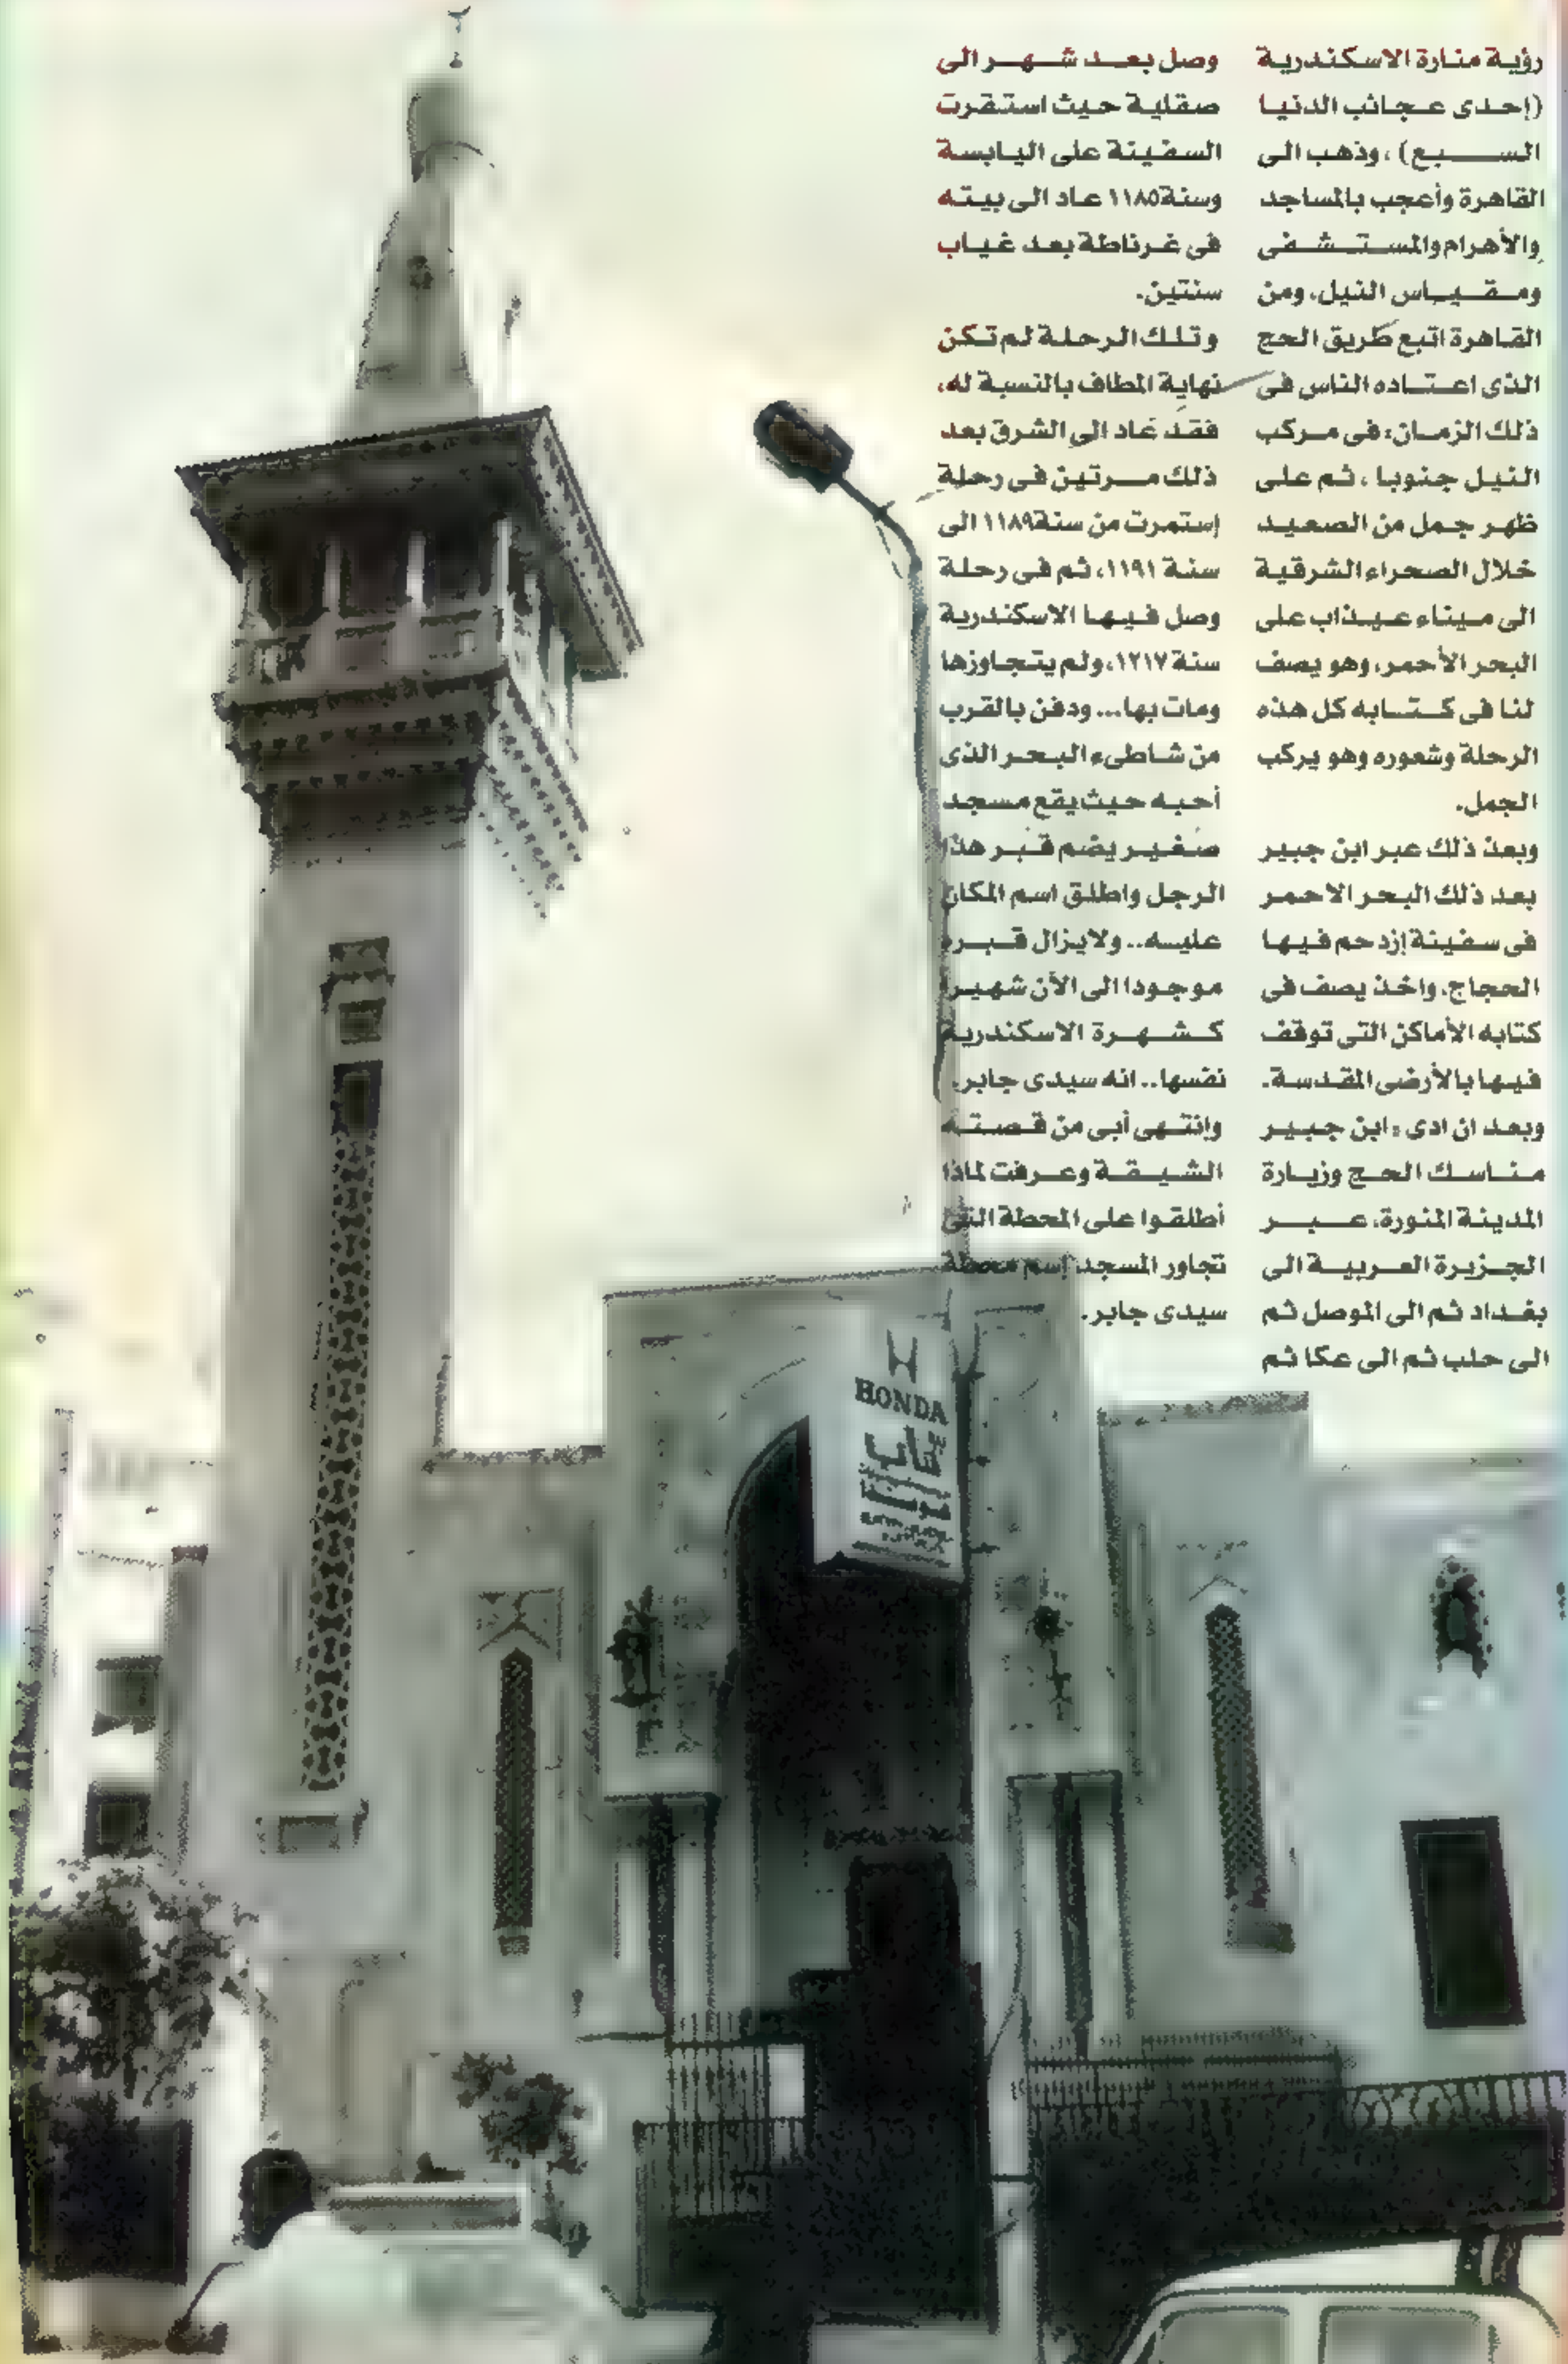 رؤية منارة الاسكندرية
(إحدى عجائب الدنيا
الســبع)، وذهب الى
القاهرة وأعجب بالمساجد
والأهرام والمستشفى
ومقياس النيل، ومن
القاهرة اتبع طريق الحج
الذى اعتاده الناس فى
ذلك الزمان، فى مركب
النيل جنوبا، ثم على
ظهر جمل من الصعيد
خلال الصحراء الشرقية
الى ميناء عيذاب على
البحر الأحمر، وهو يصف
لنا فى كتابه كل هذه
الرحلة وشعوره وهو يركب
الجمل.
وبعد ذلك عبر ابن جبير
بعد ذلك البحر الاحمر
فى سفينة إزدحم فيها
الحجاج، واخذ يصف فى
كتابه الأماكن التى توقف
فيها بالأرضى المقدسة.
وبعد ان ادى، ابن جبير
مناسك الحج وزيارة
المدينة المنورة، عبر
الجزيرة العربية الى
بغداد ثم الى الموصل ثم
الى حلب ثم الى عكا ثم
وصل بعد شهر الى
صقلية حيث استقرت
السفينة على اليابسة
وسنة ١١٨٥ عاد الى بيته
فى غرناطة بعد غياب
سنتين.
وتلك الرحلة لم تكن
نهاية المطاف بالنسبة له،
فقد عاد الى الشرق بعد
ذلك مرتين فى رحلة
إستمرت من سنة ١١٨٩ الى
سنة ١١٩١، ثم فى رحلة
وصل فيها الاسكندرية
سنة ١٢١٧، ولم يتجاوزها
ومات بها... ودفن بالقرب
من شاطىء البحر الذى
أحبه حيث يقع مسجد
صغير يضم قبر هذا
الرجل واطلق اسم المكان
عليه.. ولايزال قبره
موجودا الى الأن شهيرا
كشهرة الاسكندرية
نفسها.. انه سيدى جابر.
وإنتهى أبى من قصته
الشيقة وعرفت لماذا
أطلقوا على المحطة التى
تجاور المسجد إسم محطة
سيدى جابر.
HONDA